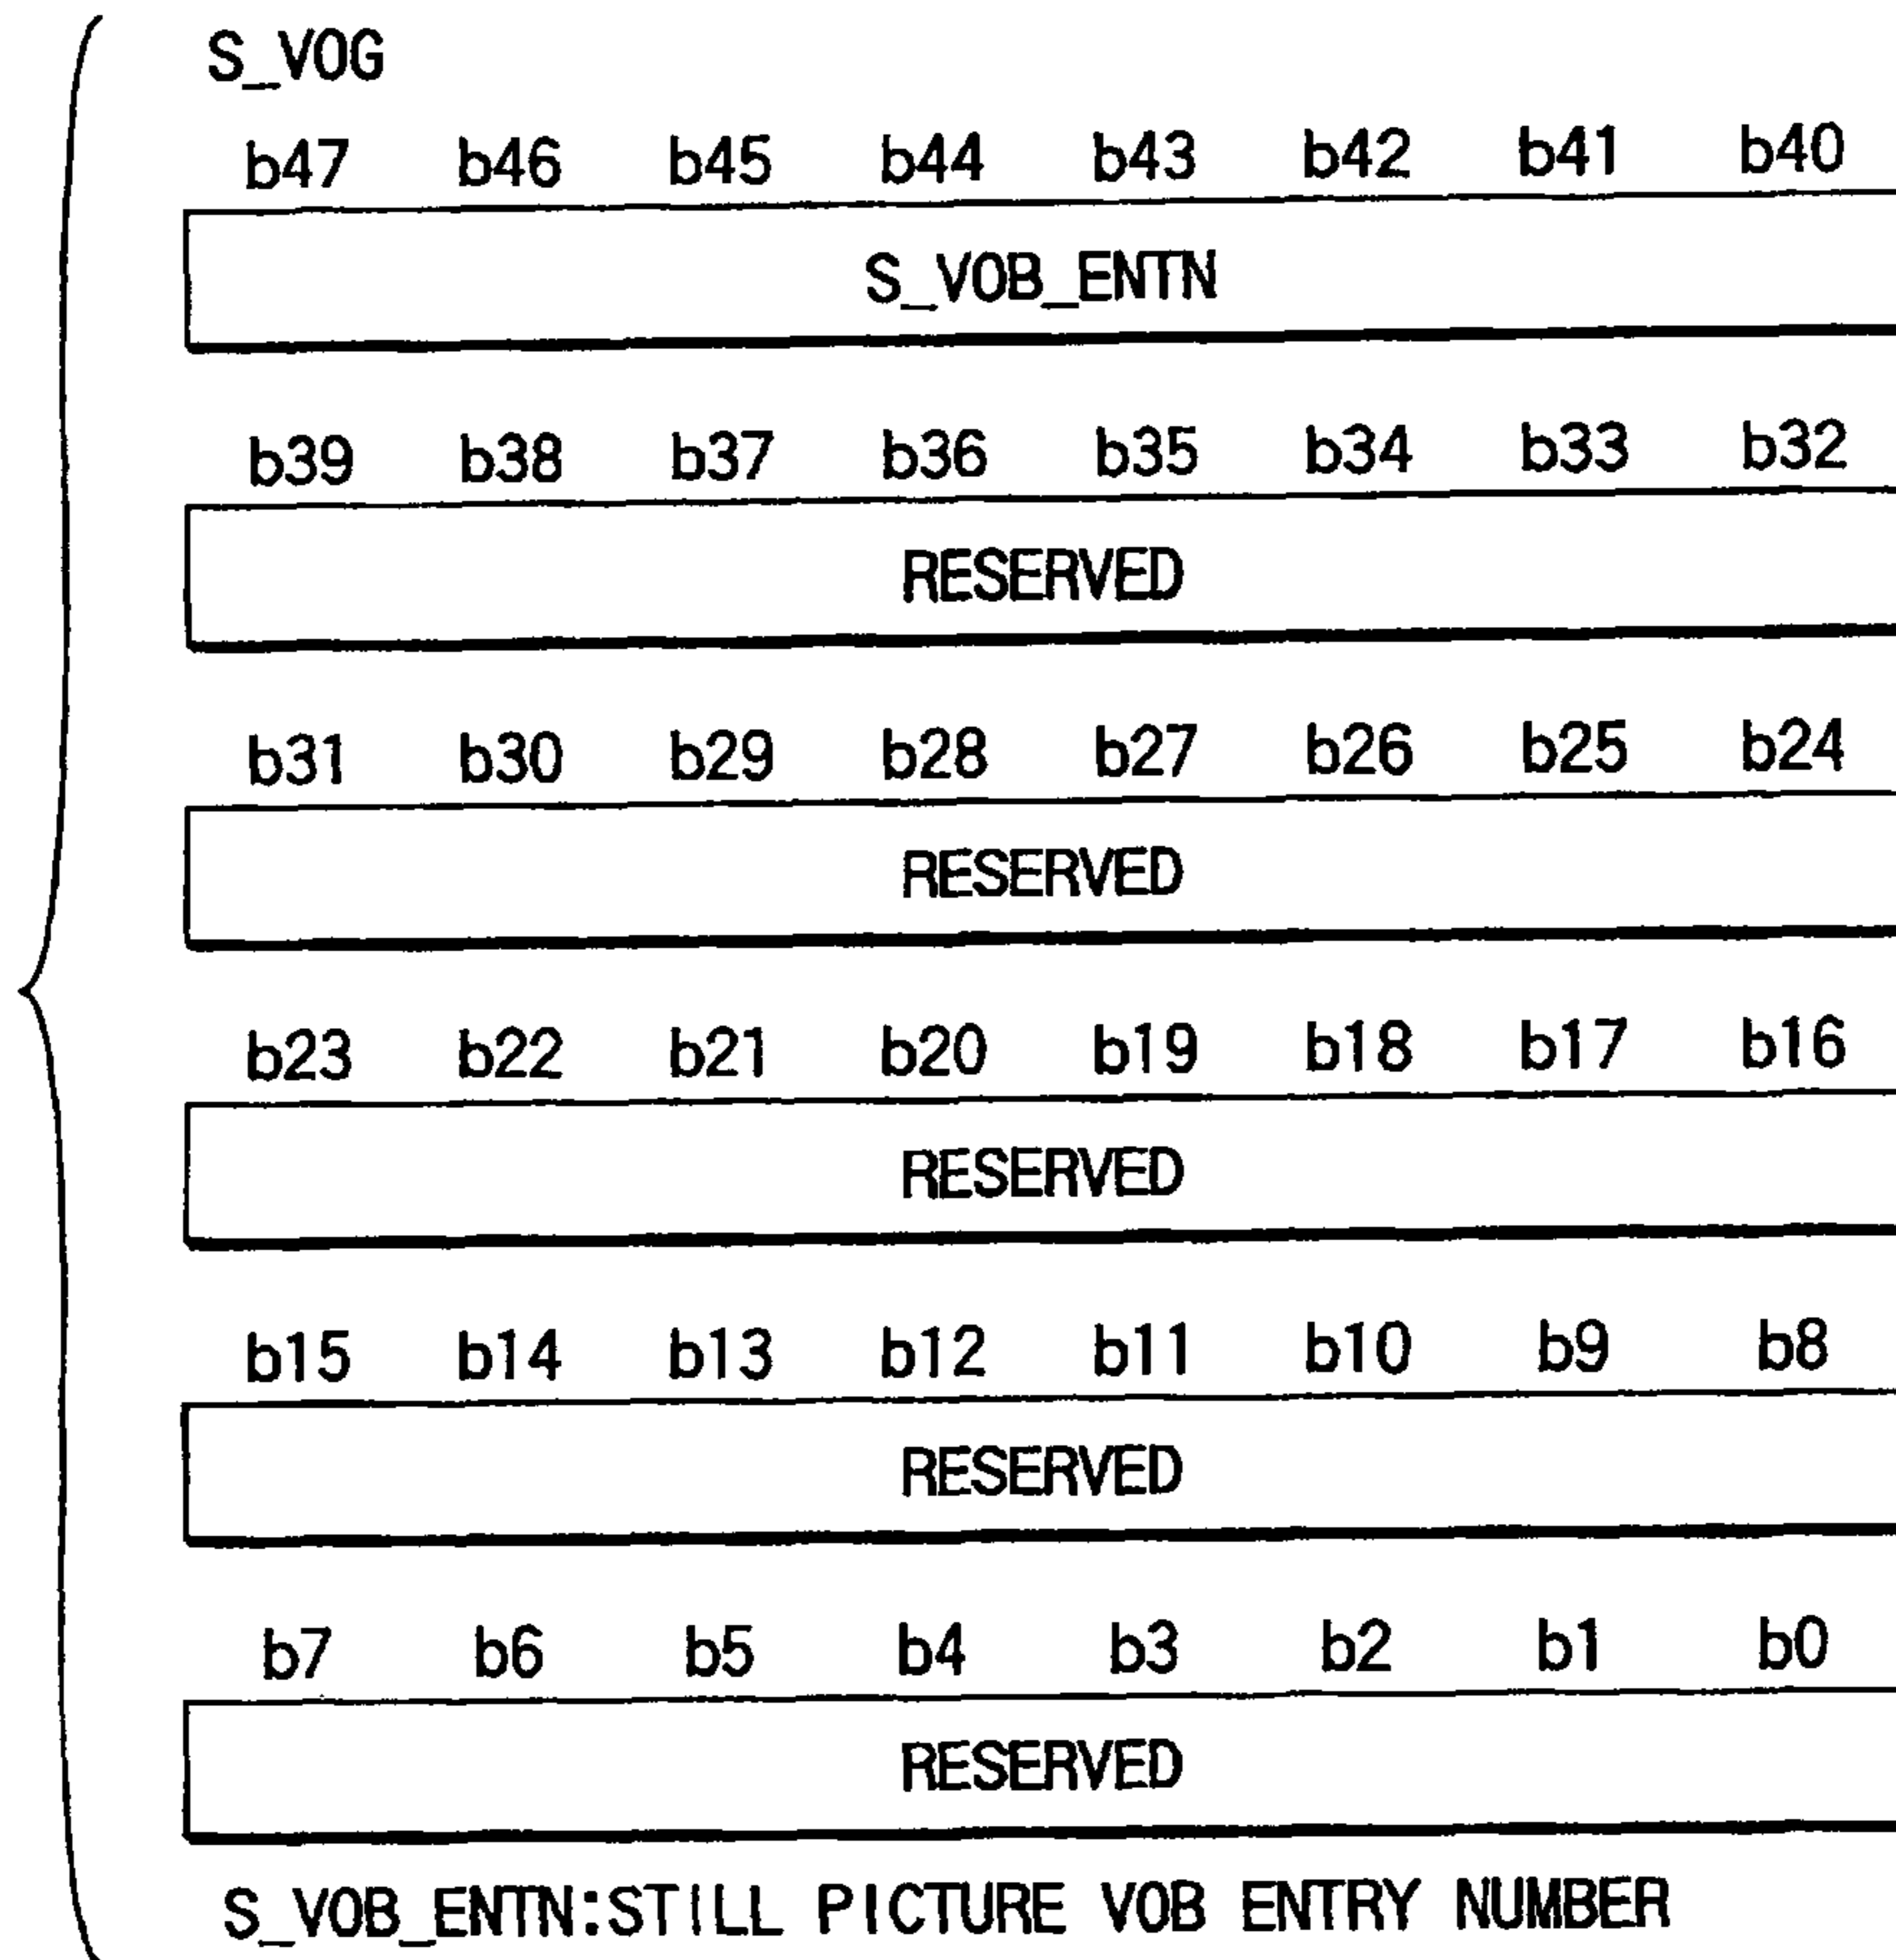 S_VOG
b47 b46 b45 b44 b43 b42 b41 b40
S_VOB_ENTN
b39 b38 b37 b36 b35 b34 b33 b32
RESERVED
b31 b30 b29 b28 b27 b26 b25 b24
RESERVED
b23 b22 b21 b20 b19 b18 b17 b16
RESERVED
b15 b14 b13 b12 b11 b10 b9 b8
RESERVED
b7 b6 b5 b4 b3 b2 b1 b0
RESERVED
S_VOB_ENTN:STILL PICTURE VOB ENTRY NUMBER